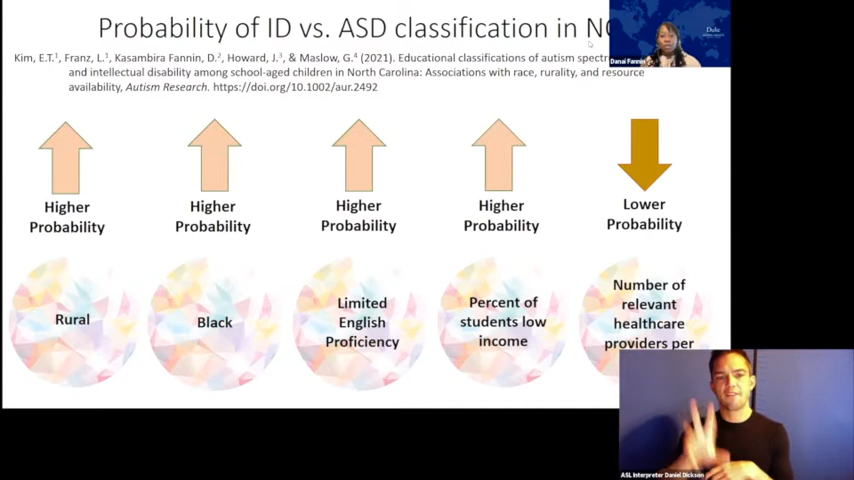 Probability of ID vs. ASD classification in NC
Kim, E.T.¹, Franz, L.¹, Kasambira Fannin, D.², Howard, J.³, & Maslow, G.⁴ (2021). Educational classifications of autism
and intellectual disability among school-aged children in North Carolina: Associations with race, rurality, and resource
availability, Autism Research. https://doi.org/10.1002/aur.2492
Duke
Danai Fannin
Higher
Probability
Higher
Probability
Higher
Probability
Higher
Probability
Lower
Probability
Rural
Black
Limited
English
Proficiency
Percent of
students low
income
Number of
relevant
healthcare
providers per
ASL Interpreter Daniel Dickson